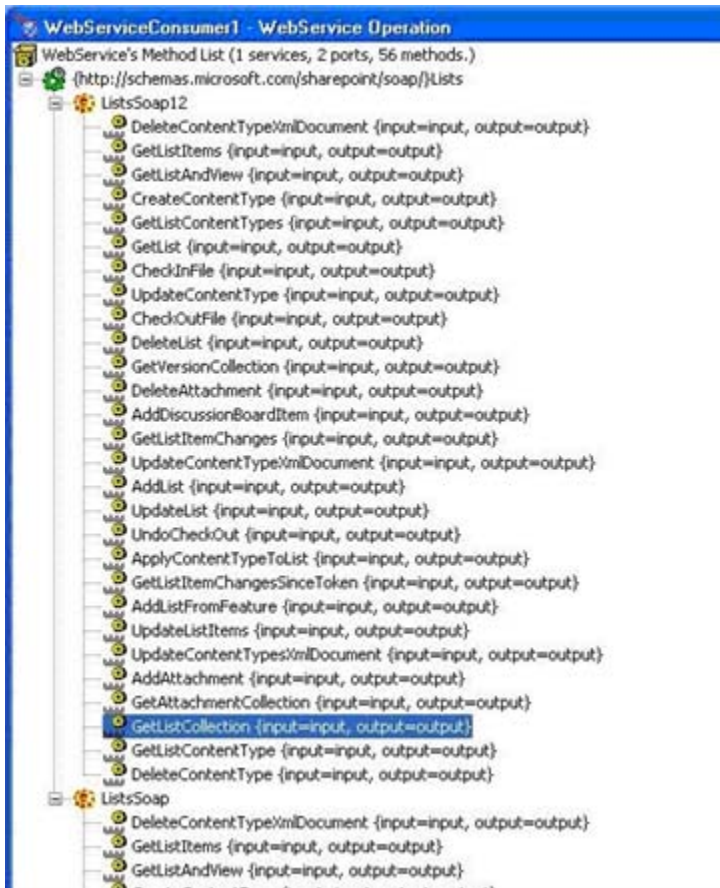 WebServiceConsumer1 - WebService Operation
WebService's Method List (1 services, 2 ports, 56 methods.)
{http://schemas.microsoft.com/sharepoint/soap/}Lists
ListsSoap12
DeleteContentTypeXmlDocument {input=input, output=output}
GetListItems {input=input, output=output}
GetListAndView {input=input, output=output}
CreateContentType {input=input, output=output}
GetListContentTypes {input=input, output=output}
GetList {input=input, output=output}
CheckInFile {input=input, output=output}
UpdateContentType {input=input, output=output}
CheckOutFile {input=input, output=output}
DeleteList {input=input, output=output}
GetVersionCollection {input=input, output=output}
DeleteAttachment {input=input, output=output}
AddDiscussionBoardItem {input=input, output=output}
GetListItemChanges {input=input, output=output}
UpdateContentTypeXmlDocument {input=input, output=output}
AddList {input=input, output=output}
UpdateList {input=input, output=output}
UndoCheckOut {input=input, output=output}
ApplyContentTypeToList {input=input, output=output}
GetListItemChangesSinceToken {input=input, output=output}
AddListFromFeature {input=input, output=output}
UpdateListItems {input=input, output=output}
UpdateContentTypesXmlDocument {input=input, output=output}
AddAttachment {input=input, output=output}
GetAttachmentCollection {input=input, output=output}
GetListCollection {input=input, output=output}
GetListContentType {input=input, output=output}
DeleteContentType {input=input, output=output}
ListsSoap
DeleteContentTypeXmlDocument {input=input, output=output}
GetListItems {input=input, output=output}
GetListAndView {input=input, output=output}